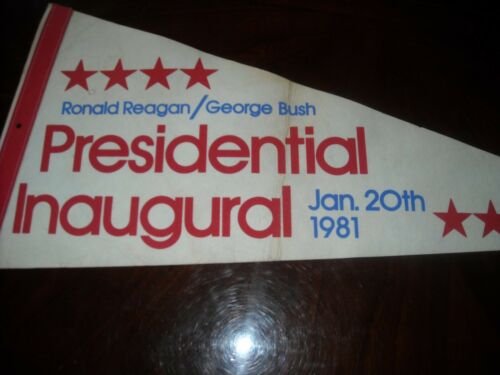 Ronald Reagan/George Bush
Presidential
Inaugural
Jan. 20th
1981